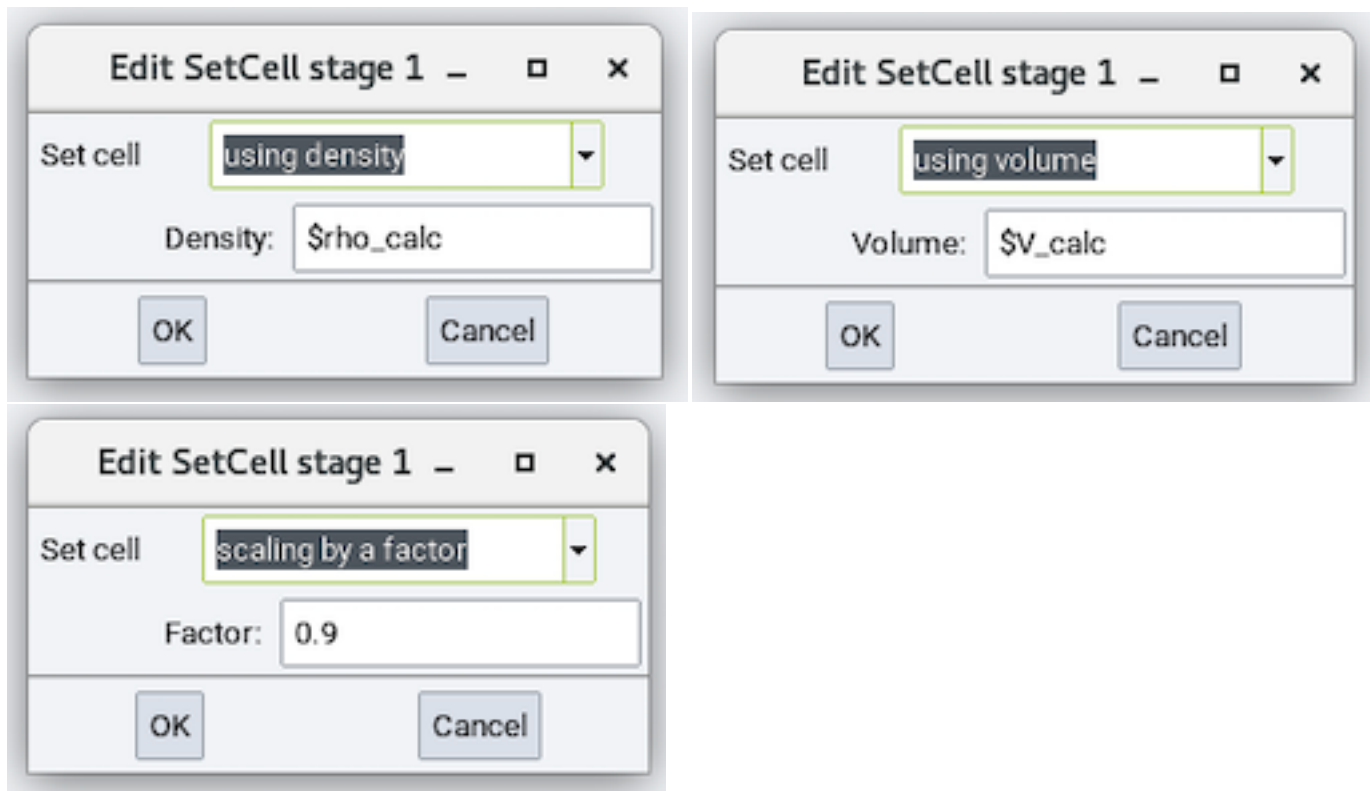 Edit SetCell stage 1
Set cell using density
Density: $rho_calc
OK Cancel
Edit SetCell stage 1
Set cell using volume
Volume: $V_calc
OK Cancel
Edit SetCell stage 1
Set cell scaling by a factor
Factor: 0.9
OK Cancel